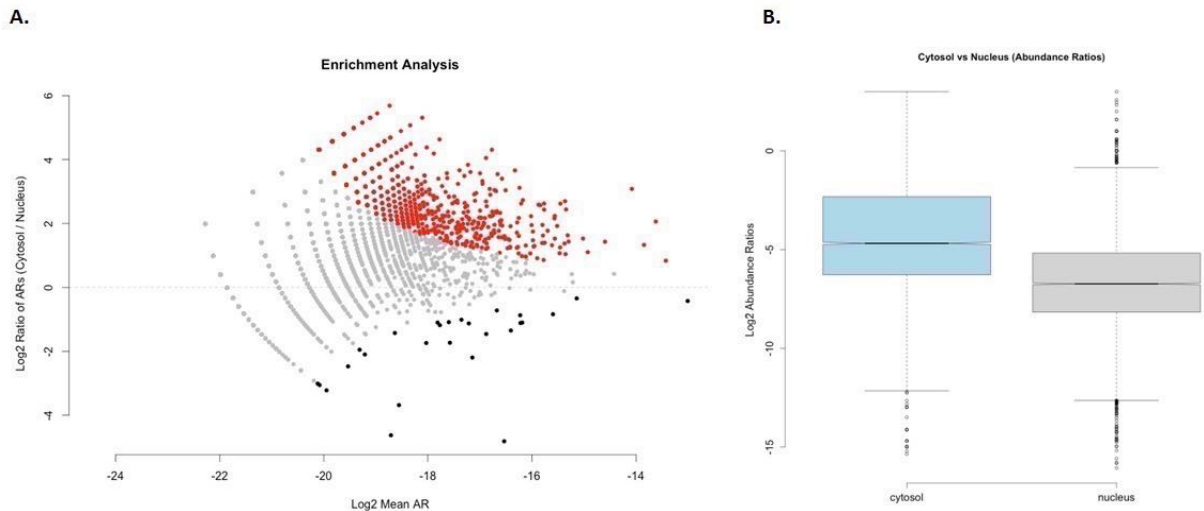 A.
Enrichment Analysis
Log2 Ratio of ARs (Cytosol / Nucleus)
6
4
2
0
-2
-4
-24
-22
-20
-18
-16
-14
Log2 Mean AR
B.
Cytosol vs Nucleus (Abundance Ratios)
Log2 Abundance Ratios
0
-5
-10
-15
cytosol
nucleus